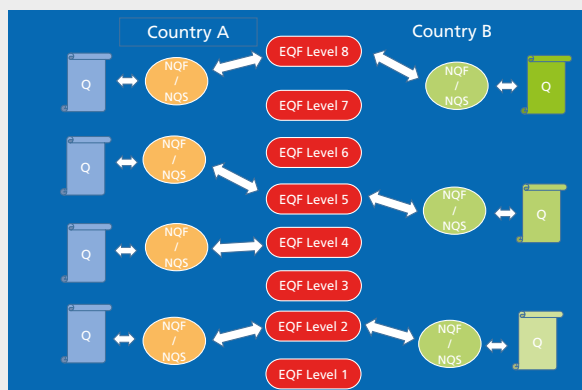 Country A
Country B
EQF Level 8
Q
NQF
/
NQS
NQF
/
NQS
Q
EQF Level 7
EQF Level 6
Q
NQF
/
NQS
EQF Level 5
NQF
/
NQS
Q
Q
NQF
/
NQS
EQF Level 4
EQF Level 3
Q
NQF
/
NQS
EQF Level 2
NQF
/
NQS
Q
EQF Level 1